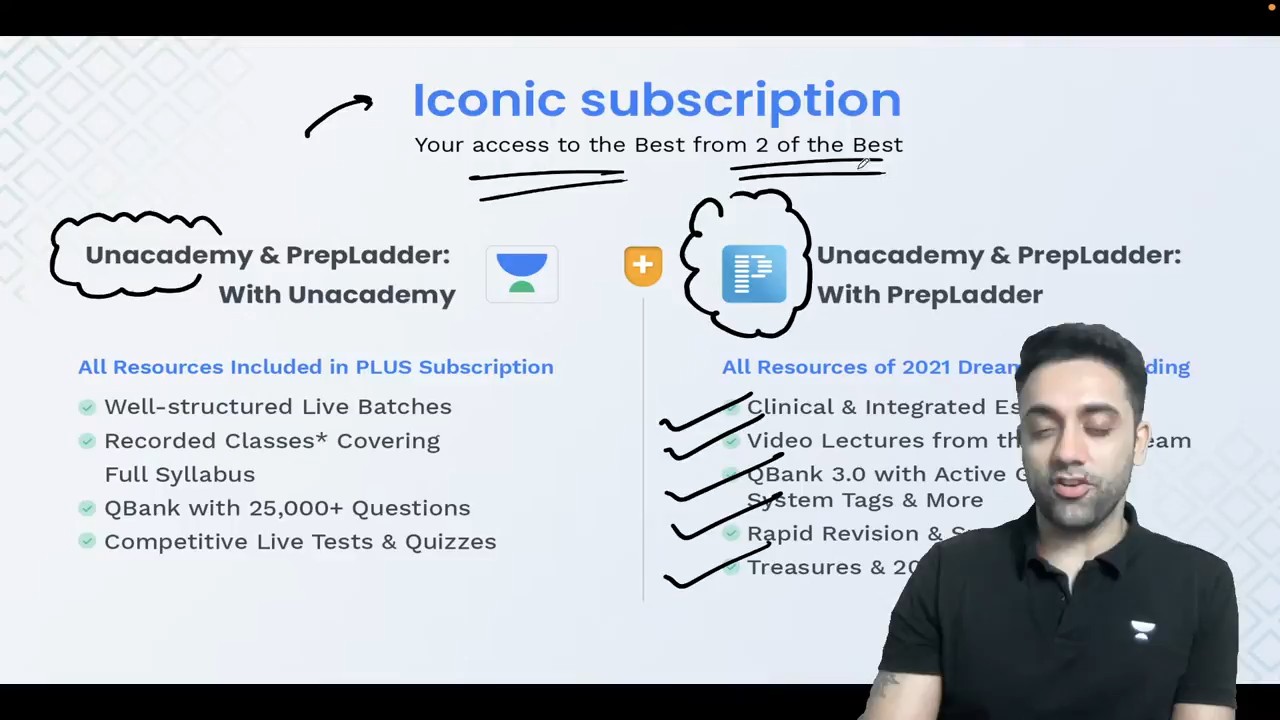 Iconic subscription
Your access to the Best from 2 of the Best
Unacademy & PrepLadder:
With Unacademy
All Resources Included in PLUS Subscription
Well-structured Live Batches
Recorded Classes* Covering
Full Syllabus
QBank with 25,000+ Questions
Competitive Live Tests & Quizzes
Unacademy & PrepLadder:
With PrepLadder
All Resources of 2021 Dream
Clinical & Integrated
Video Lectures from
QBank 3.0 with Active
System Tags & More
Rapid Revision &
Treasures &